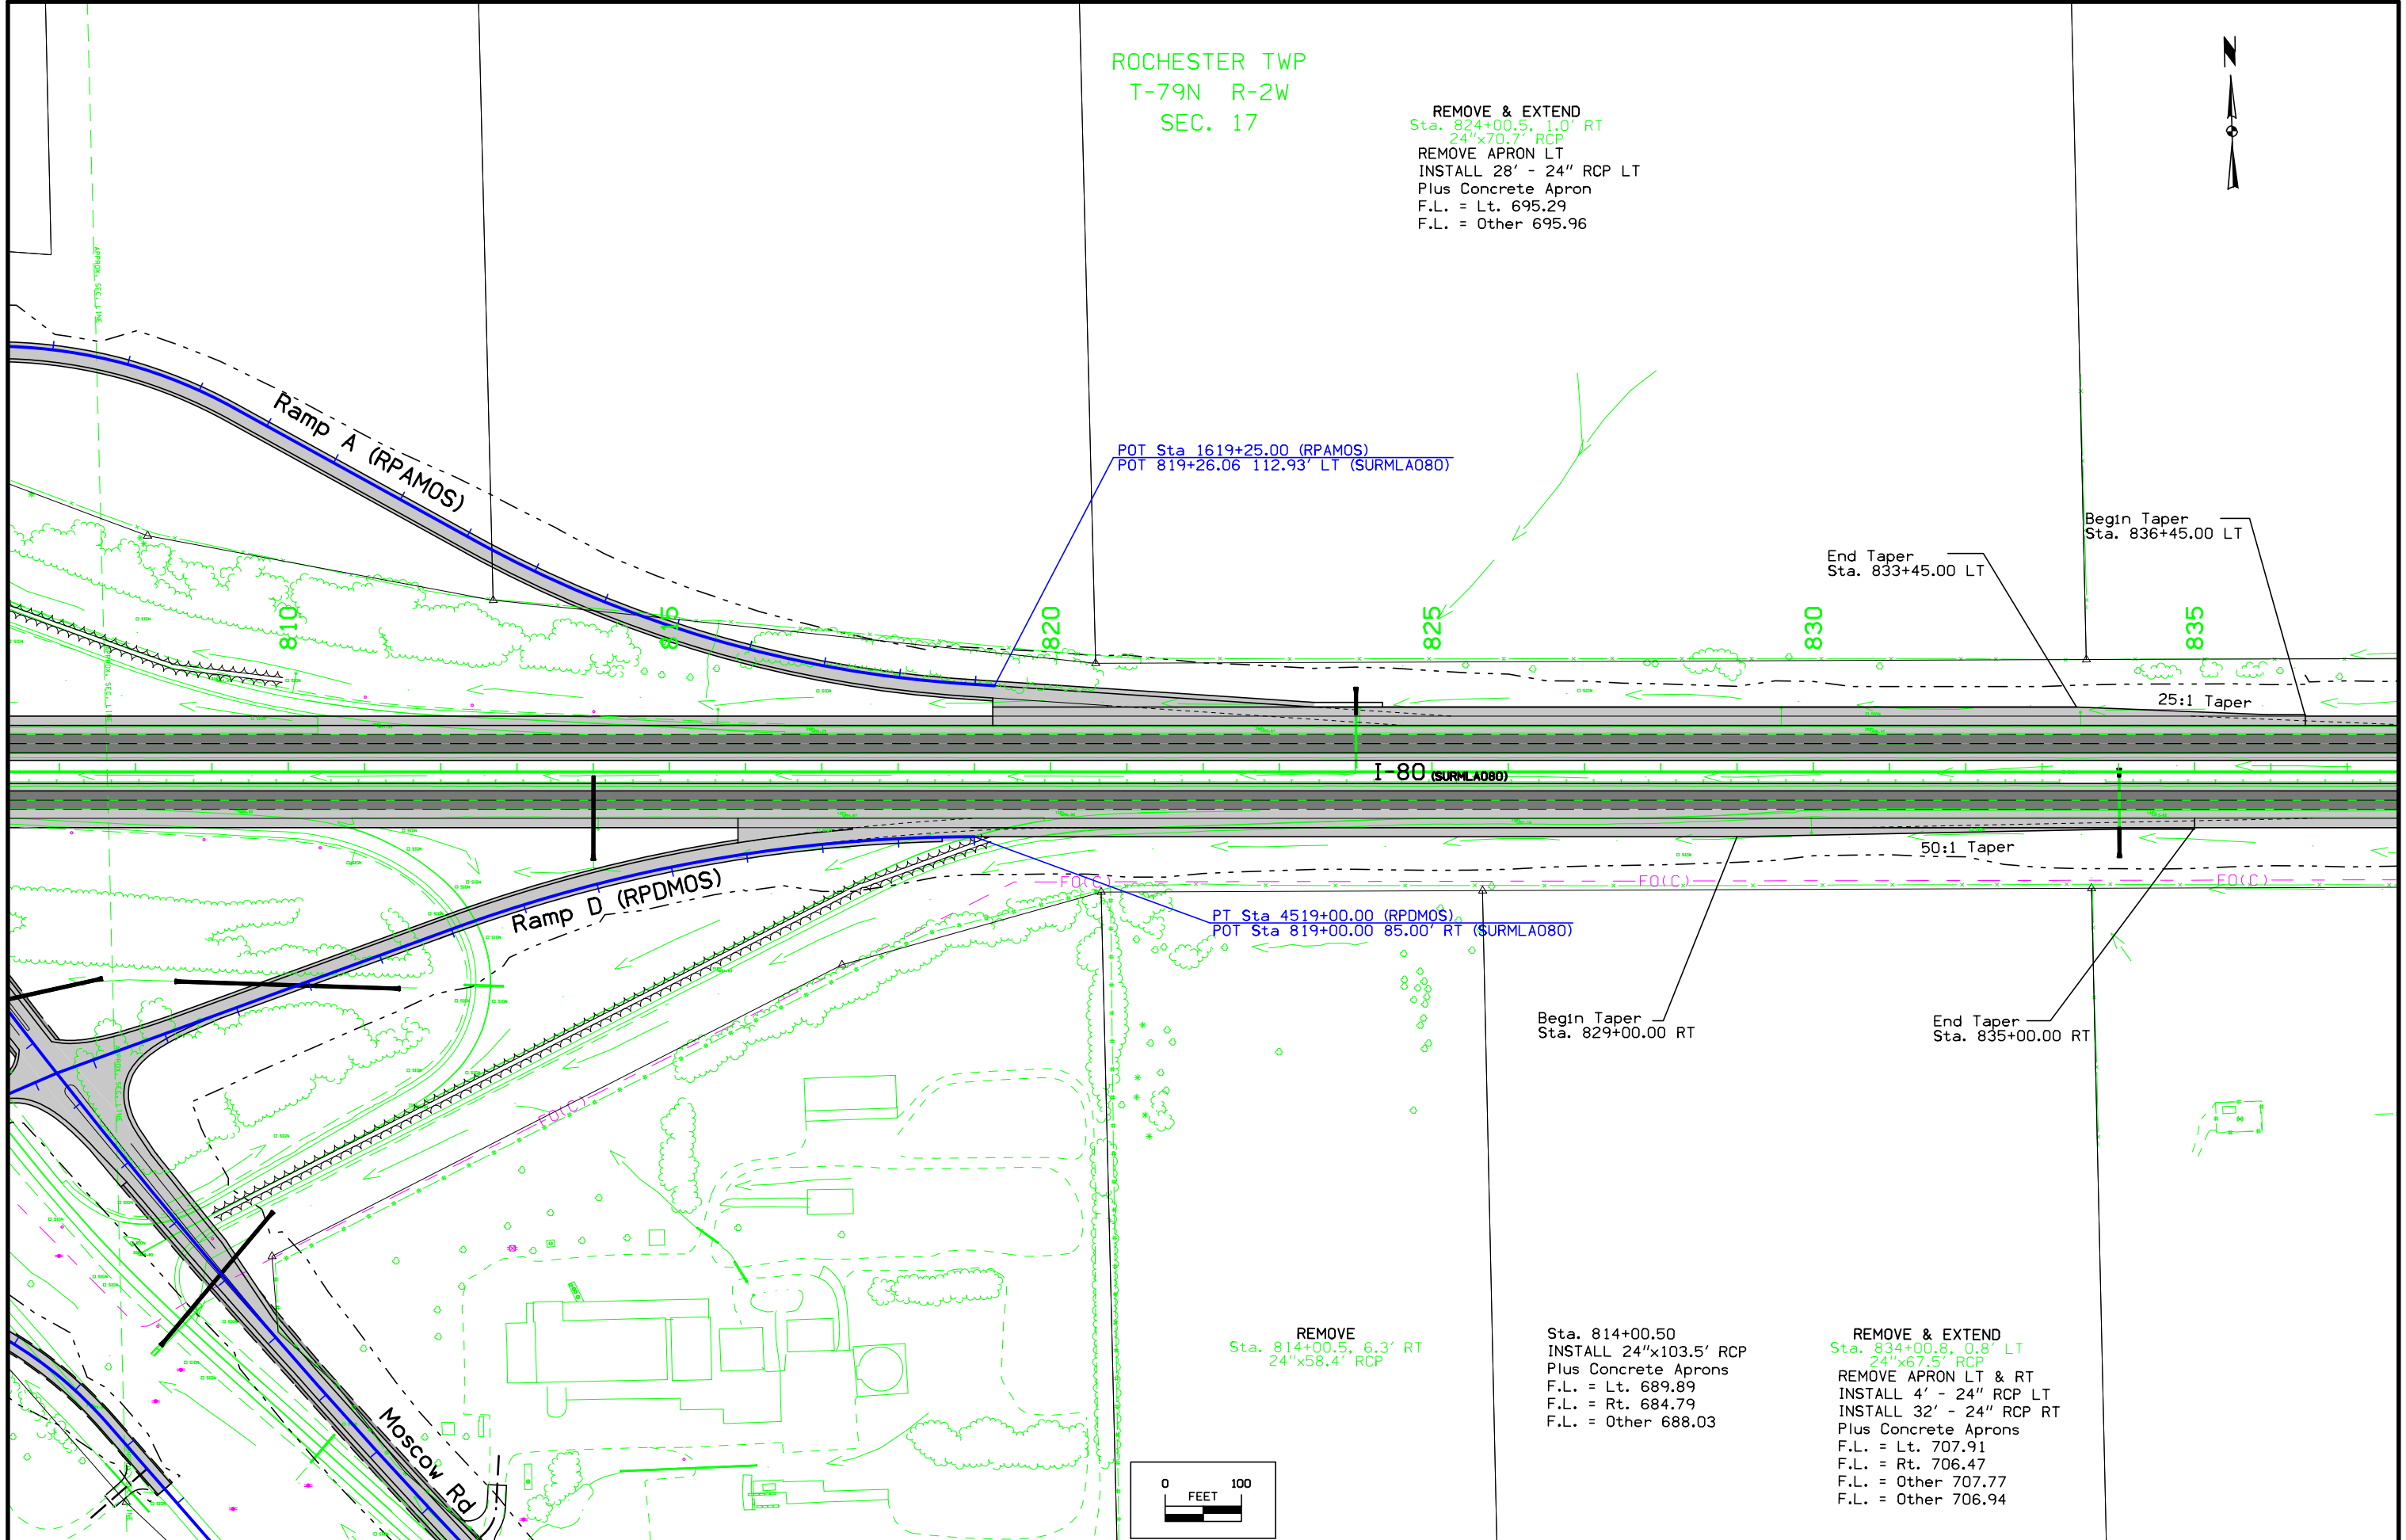 ROCHESTER TWP
T-79N R-2W
SEC. 17
N
REMOVE & EXTEND
Sta. 824+00.5, 1.0' RT
24"x70.7' RCP
REMOVE APRON LT
INSTALL 28' - 24" RCP LT
Plus Concrete Apron
F.L. = Lt. 695.29
F.L. = Other 695.96
APPROX. SEC. LINE
Ramp A (RPAMOS)
POT Sta 1619+25.00 (RPAMOS)
POT 819+26.06 112.93' LT (SURMLA080)
Begin Taper
Sta. 836+45.00 LT
End Taper
Sta. 833+45.00 LT
810
815
820
825
830
835
25:1 Taper
I-80 (SURMLA080)
50:1 Taper
FO(C)
FO(C)
FO(C)
Ramp D (RPDMOS)
PT Sta 4519+00.00 (RPDMOS)
POT Sta 819+00.00 85.00' RT (SURMLA080)
Begin Taper
Sta. 829+00.00 RT
End Taper
Sta. 835+00.00 RT
FO(C)
Moscow Rd
REMOVE
Sta. 814+00.5, 6.3' RT
24"x58.4' RCP
Sta. 814+00.50
INSTALL 24"x103.5' RCP
Plus Concrete Aprons
F.L. = Lt. 689.89
F.L. = Rt. 684.79
F.L. = Other 688.03
REMOVE & EXTEND
Sta. 834+00.8, 0.8' LT
24"x67.5' RCP
REMOVE APRON LT & RT
INSTALL 4' - 24" RCP LT
INSTALL 32' - 24" RCP RT
Plus Concrete Aprons
F.L. = Lt. 707.91
F.L. = Rt. 706.47
F.L. = Other 707.77
F.L. = Other 706.94
0 100
FEET